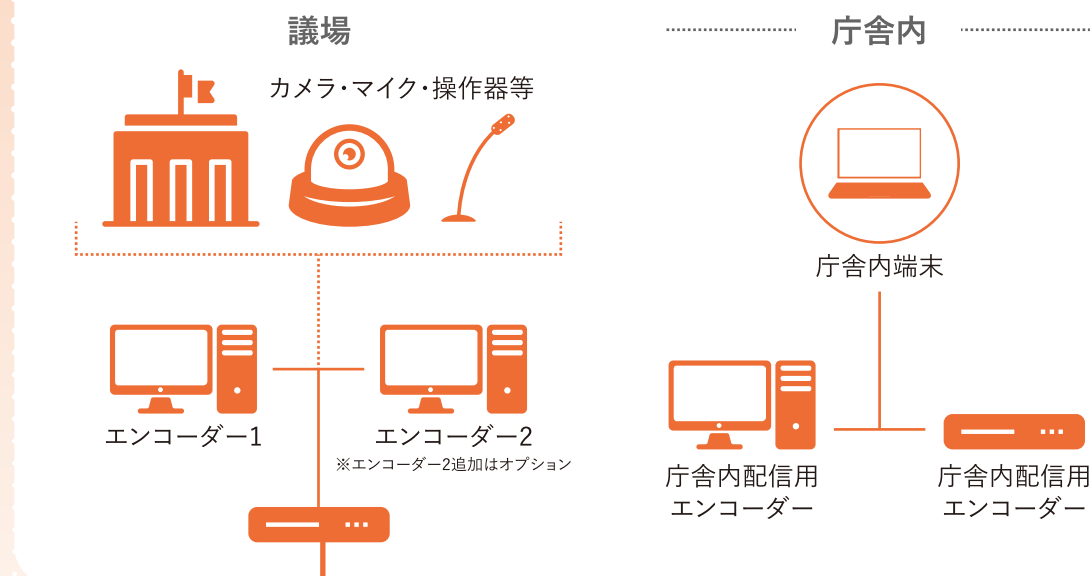 議場
カメラ・マイク・操作器等
エンコーダー1
エンコーダー2
※エンコーダー2追加はオプション
庁舎内
庁舎内端末
庁舎内配信用
エンコーダー
庁舎内配信用
エンコーダー